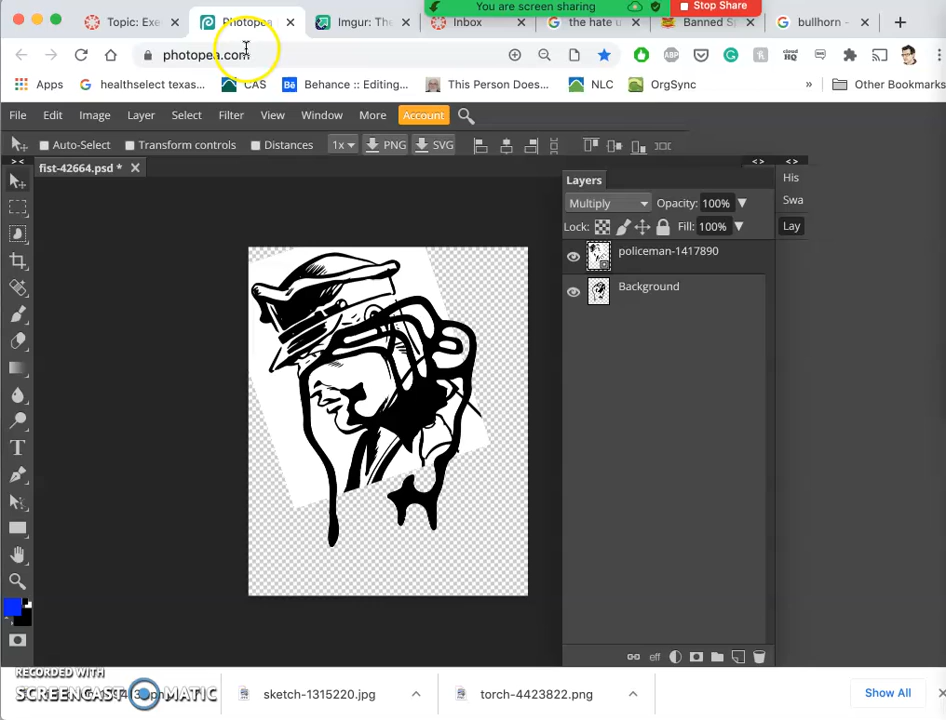 You are screen sharing
Stop Share
Topic: Exe
Photopea
Imgur: The
Inbox
the hate u
Banned S
bullhorn -
photopea.com
ABP
cloud HQ
Apps
healthselect texas...
CAS
Bē
Behance :: Editing...
This Person Does...
NLC
OrgSync
»
Other Bookmarks
File
Edit
Image
Layer
Select
Filter
View
Window
More
Account
Auto-Select
Transform controls
Distances
1x
PNG
SVG
> <
fist-42664.psd *
< >
< >
Layers
His
Swa
Lay
Multiply
Opacity:
100%
Lock:
Fill:
100%
policeman-1417890
Background
T
eff
RECORDED WITH
SCREENCAST MATIC
sketch-1315220.jpg
torch-4423822.png
Show All